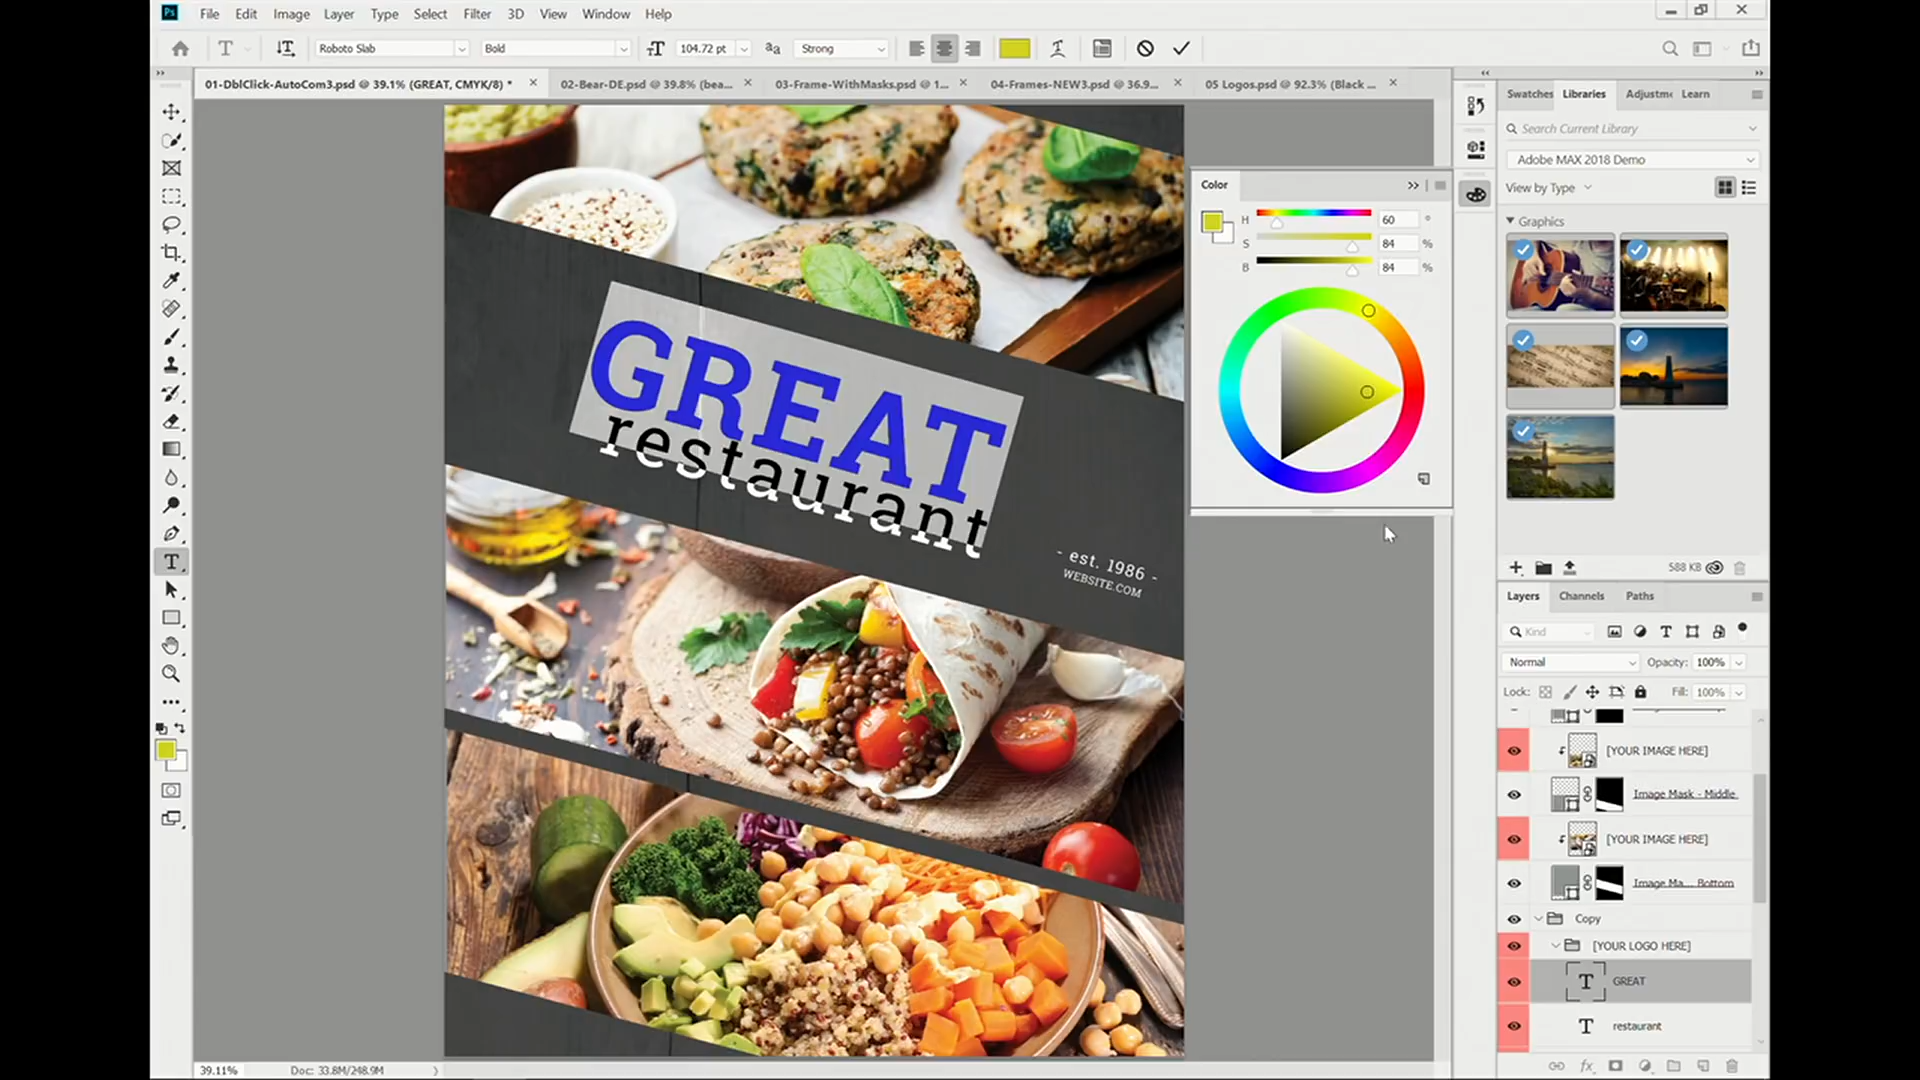 Ps File Edit Image Layer Type Select Filter 3D View Window Help
Roboto Slab Bold 104.72 pt Strong
01-DblClick-AutoCom3.psd @ 39.1% (GREAT, CMYK/8) *
02-Bear-DE.psd @ 39.8% (bea...
03-Frame-WithMasks.psd @ 1...
04-Frames-NEW3.psd @ 36.9...
05 Logos.psd @ 92.3% (Black ...
Swatches Libraries Adjustme Learn
Search Current Library
Adobe MAX 2018 Demo
View by Type
Graphics
Color
H 60 °
S 84 %
B 84 %
GREAT
restaurant
- est. 1986 -
WEBSITE.COM
588 KB
Layers Channels Paths
Kind
Normal Opacity: 100%
Lock: Fill: 100%
[YOUR IMAGE HERE]
Image Mask - Middle
[YOUR IMAGE HERE]
Image Ma... Bottom
Copy
[YOUR LOGO HERE]
T GREAT
T restaurant
39.11% Doc: 33.8M/248.9M